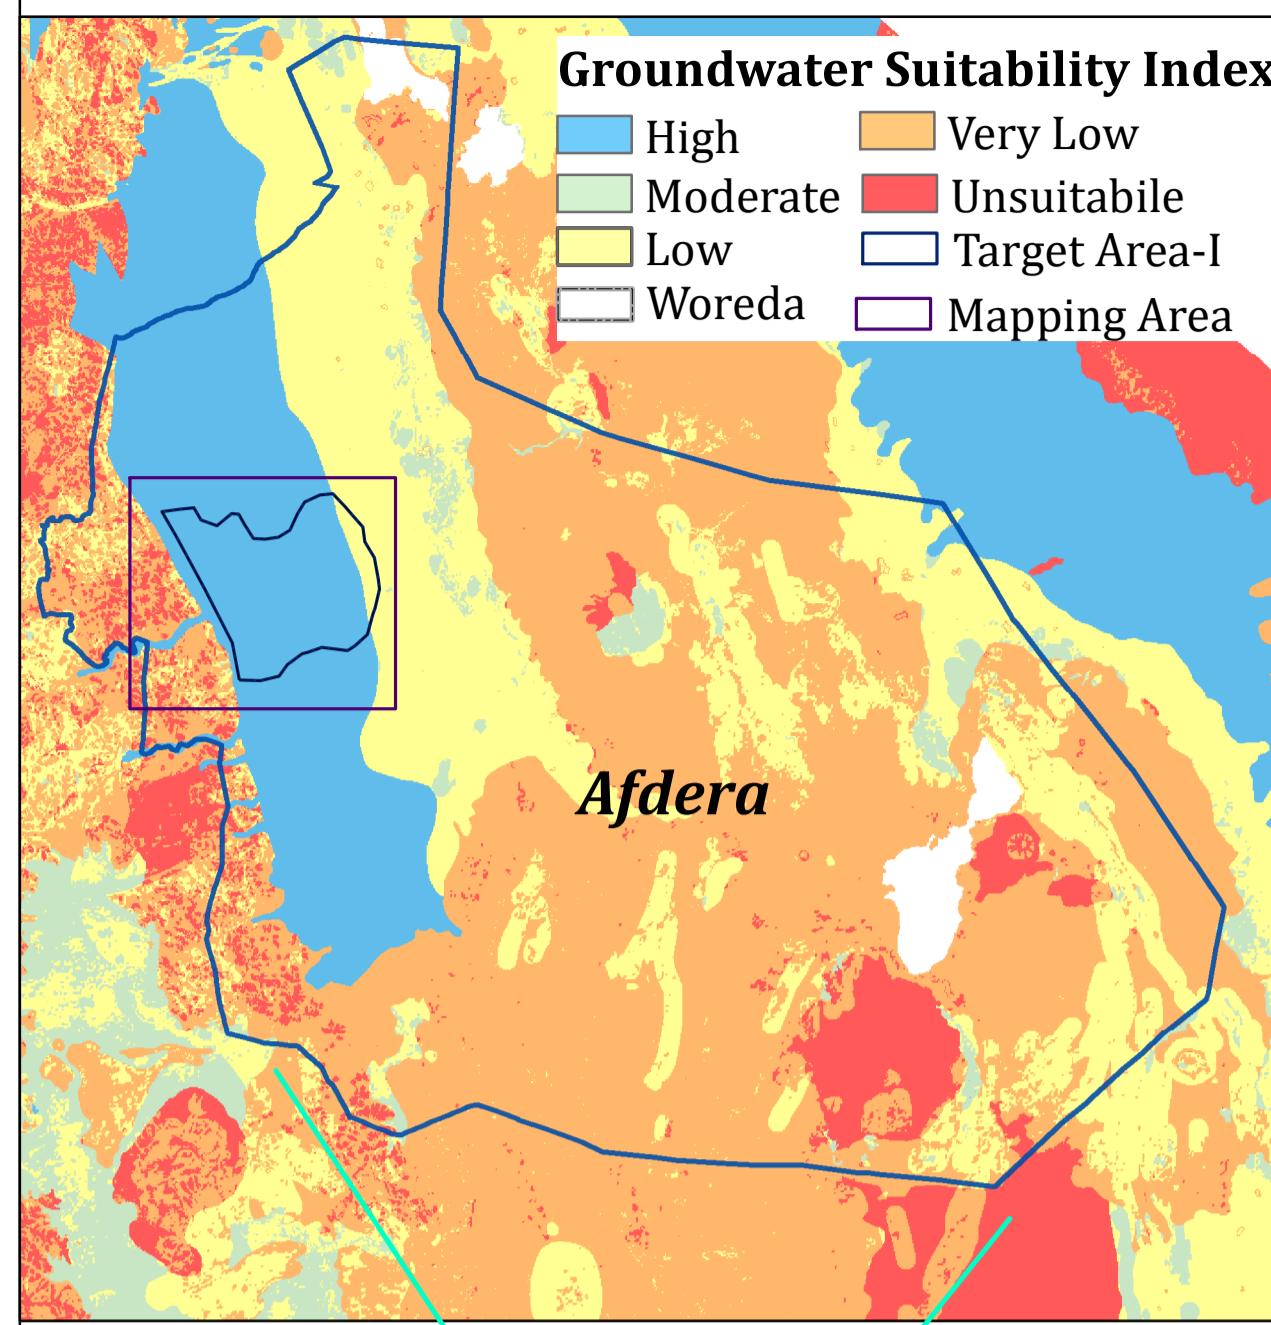 Groundwater Suitability Index
High
Very Low
Moderate
Unsuitabile
Low
Target Area-I
Woreda
Mapping Area
Afdera